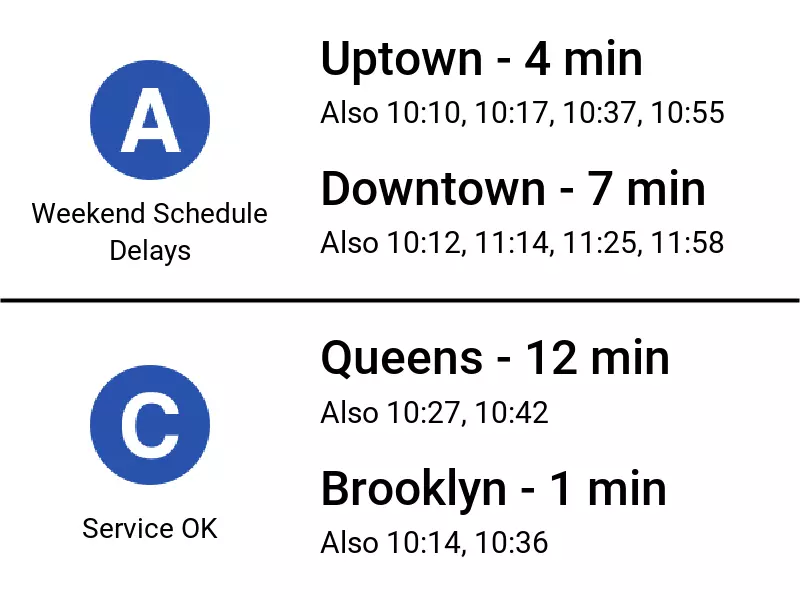 A
Weekend Schedule
Delays
Uptown - 4 min
Also 10:10, 10:17, 10:37, 10:55
Downtown - 7 min
Also 10:12, 11:14, 11:25, 11:58
C
Service OK
Queens - 12 min
Also 10:27, 10:42
Brooklyn - 1 min
Also 10:14, 10:36